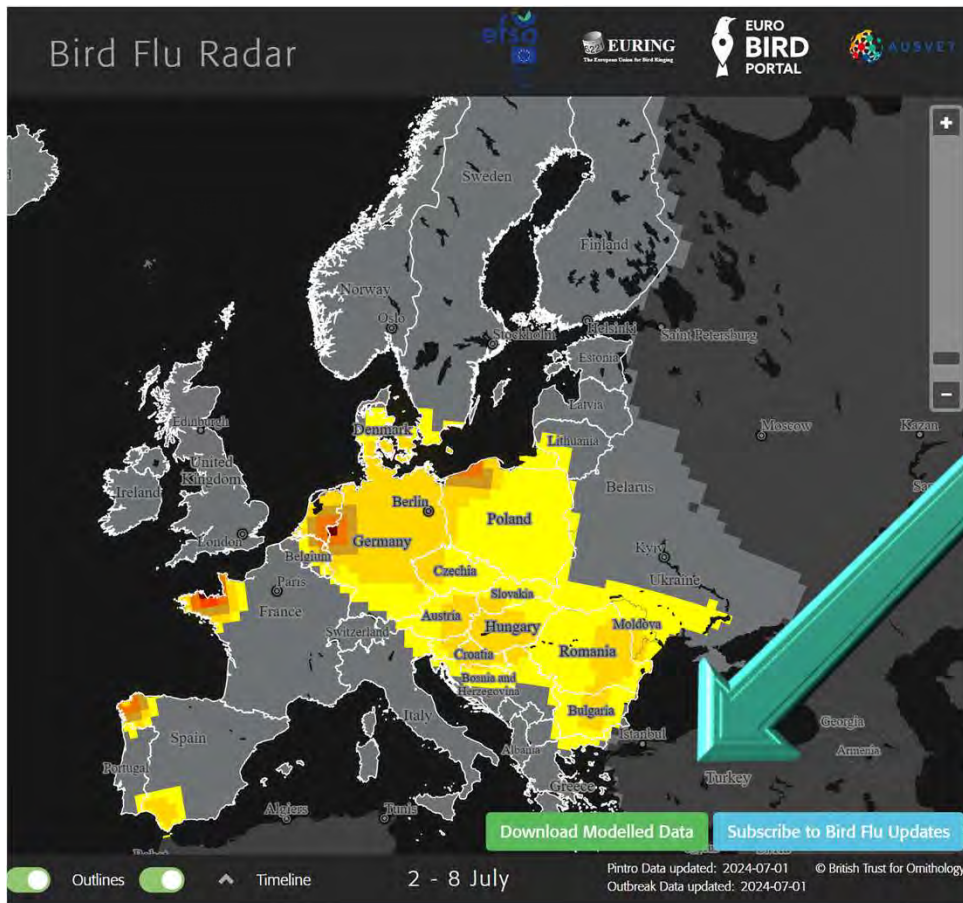 Bird Flu Radar
efsa
EURING
The European Union for Bird Ringing
EURO
BIRD
PORTAL
AUSVET
+
Sweden
Finland
Norway
Oslo
Stockholm
Helsinki
Saint Petersburg
Estonia
Latvia
Moscow
Kazan
Edinburgh
Denmark
Lithuania
United
Kingdom
Ireland
Belarus
Berlin
Poland
London
Germany
Belgium
Kyiv
Czechia
Ukraine
Paris
Slovakia
France
Austria
Hungary
Moldova
Switzerland
Croatia
Romania
Bosnia and
Herzegovina
Italy
Bulgaria
Spain
Istanbul
Georgia
Albania
Armenia
Portugal
Greece
Turkey
Algiers
Tunis
Download Modelled Data
Subscribe to Bird Flu Updates
Outlines
Timeline
2 - 8 July
Pintro Data updated: 2024-07-01
© British Trust for Ornithology
Outbreak Data updated: 2024-07-01